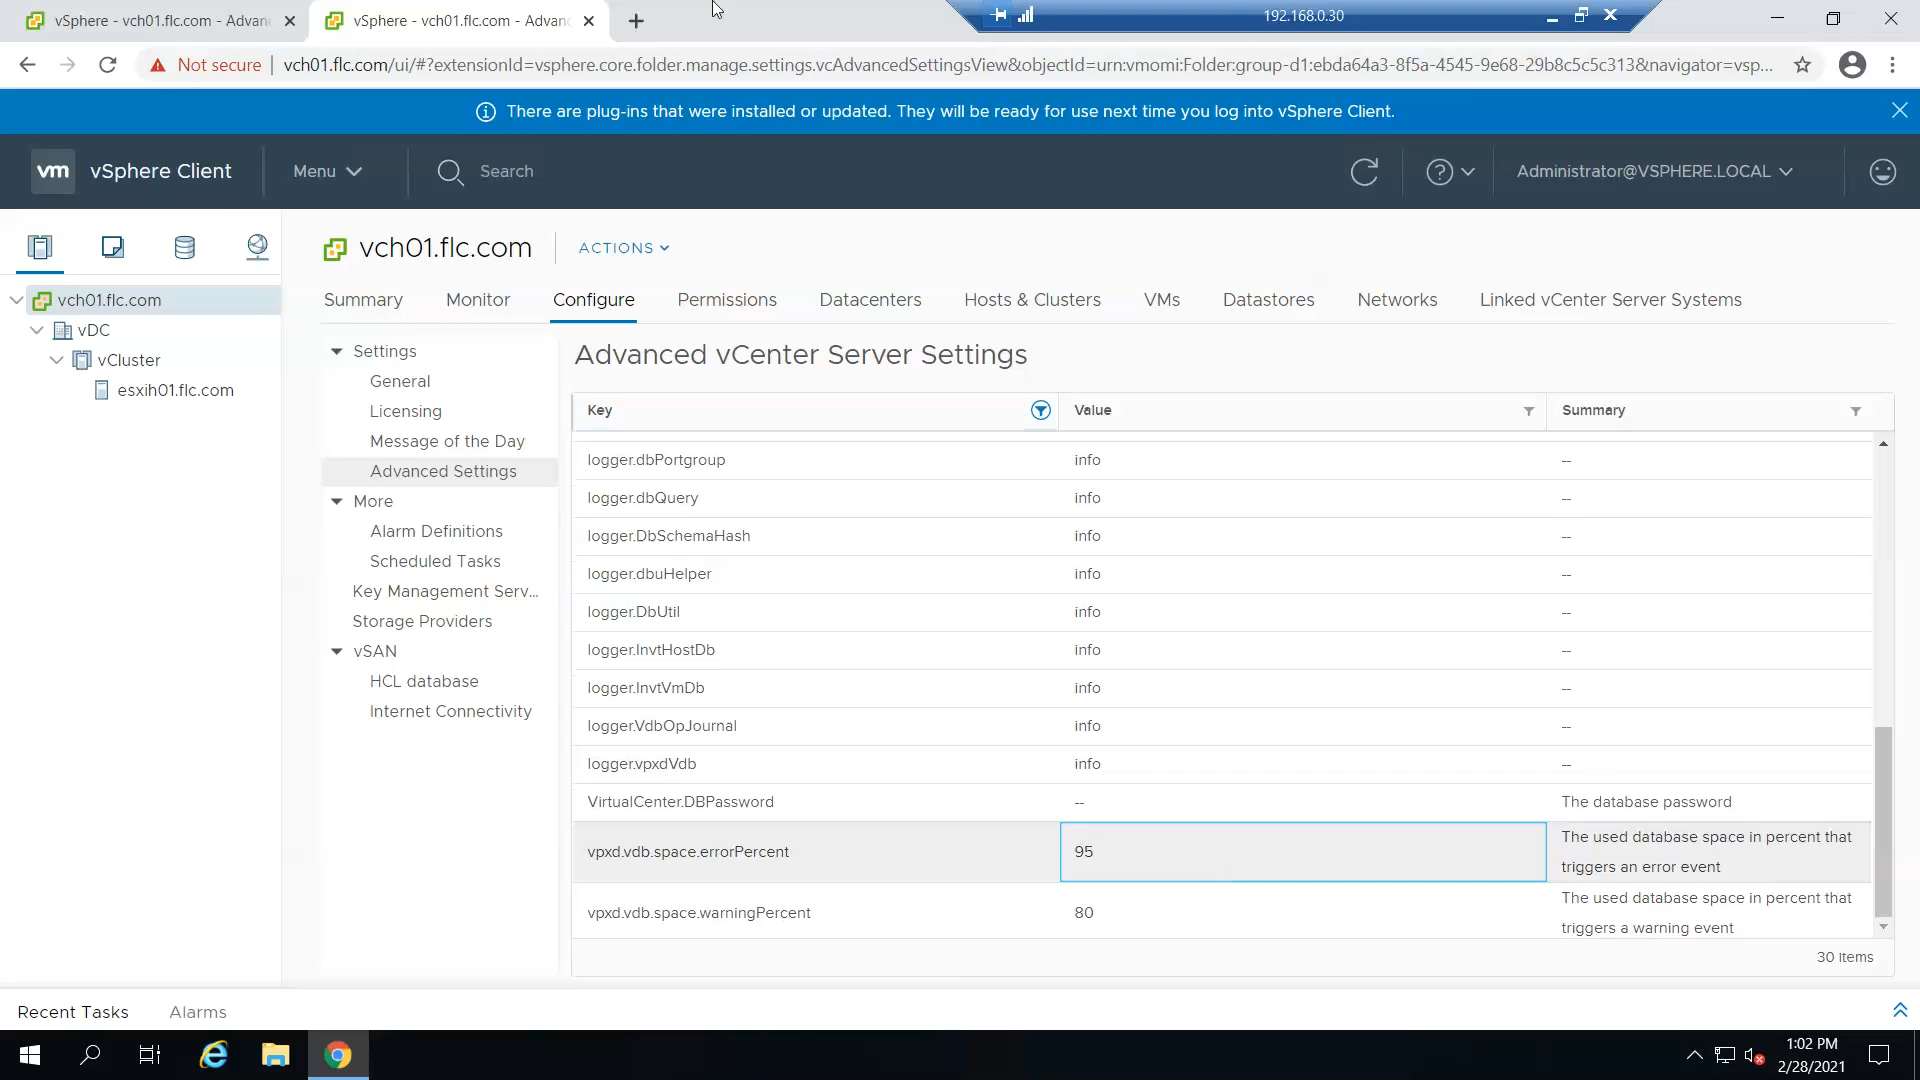 vSphere - vch01.flc.com - Advanc
vSphere - vch01.flc.com - Advanc
192.168.0.30
Not secure
vch01.flc.com/ui/#?extensionId=vsphere.core.folder.manage.settings.vcAdvancedSettingsView&objectId=urn:vmomi:Folder:group-d1:ebda64a3-8f5a-4545-9e68-29b8c5c5c313&navigator=vsp...
There are plug-ins that were installed or updated. They will be ready for use next time you log into vSphere Client.
vm
vSphere Client
Menu
Search
Administrator@VSPHERE.LOCAL
vch01.flc.com
ACTIONS
Summary
Monitor
Configure
Permissions
Datacenters
Hosts & Clusters
VMs
Datastores
Networks
Linked vCenter Server Systems
vch01.flc.com
vDC
vCluster
esxih01.flc.com
Settings
General
Licensing
Message of the Day
Advanced Settings
More
Alarm Definitions
Scheduled Tasks
Key Management Serv...
Storage Providers
vSAN
HCL database
Internet Connectivity
Advanced vCenter Server Settings
Key Value Summary
logger.dbPortgroup info --
logger.dbQuery info --
logger.DbSchemaHash info --
logger.dbuHelper info --
logger.DbUtil info --
logger.InvtHostDb info --
logger.InvtVmDb info --
logger.VdbOpJournal info --
logger.vpxdVdb info --
VirtualCenter.DBPassword -- The database password
vpxd.vdb.space.errorPercent 95 The used database space in percent that
triggers an error event
vpxd.vdb.space.warningPercent 80 The used database space in percent that
triggers a warning event
30 items
Recent Tasks
Alarms
1:02 PM
2/28/2021